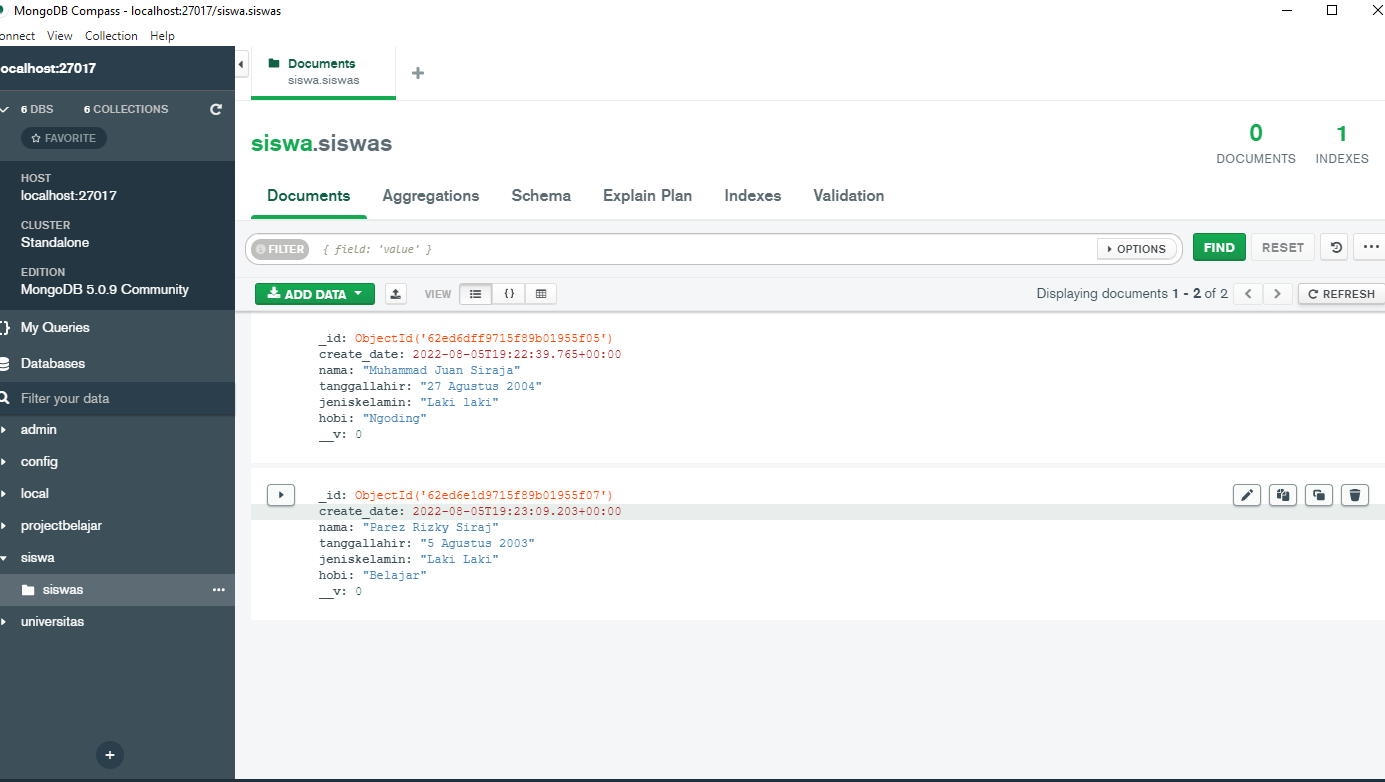 MongoDB Compass - localhost:27017/siswa.siswas
onnect View Collection Help
ocalhost:27017
6 DBS 6 COLLECTIONS
FAVORITE
HOST
localhost:27017
CLUSTER
Standalone
EDITION
MongoDB 5.0.9 Community
{} My Queries
Databases
Filter your data
admin
config
local
projectbelajar
siswa
siswas
universitas
+
Documents
siswa.siswas
+
siswa.siswas
0
DOCUMENTS
1
INDEXES
Documents Aggregations Schema Explain Plan Indexes Validation
FILTER { field: 'value' } OPTIONS FIND RESET ...
ADD DATA VIEW {} Displaying documents 1 - 2 of 2 < > REFRESH
_id: ObjectId('62ed6dff9715f89b01955f05')
create_date: 2022-08-05T19:22:39.765+00:00
nama: "Muhammad Juan Siraja"
tanggallahir: "27 Agustus 2004"
jeniskelamin: "Laki laki"
hobi: "Ngoding"
__v: 0
_id: ObjectId('62ed6e1d9715f89b01955f07')
create_date: 2022-08-05T19:23:09.203+00:00
nama: "Parez Rizky Siraj"
tanggallahir: "5 Agustus 2003"
jeniskelamin: "Laki Laki"
hobi: "Belajar"
__v: 0